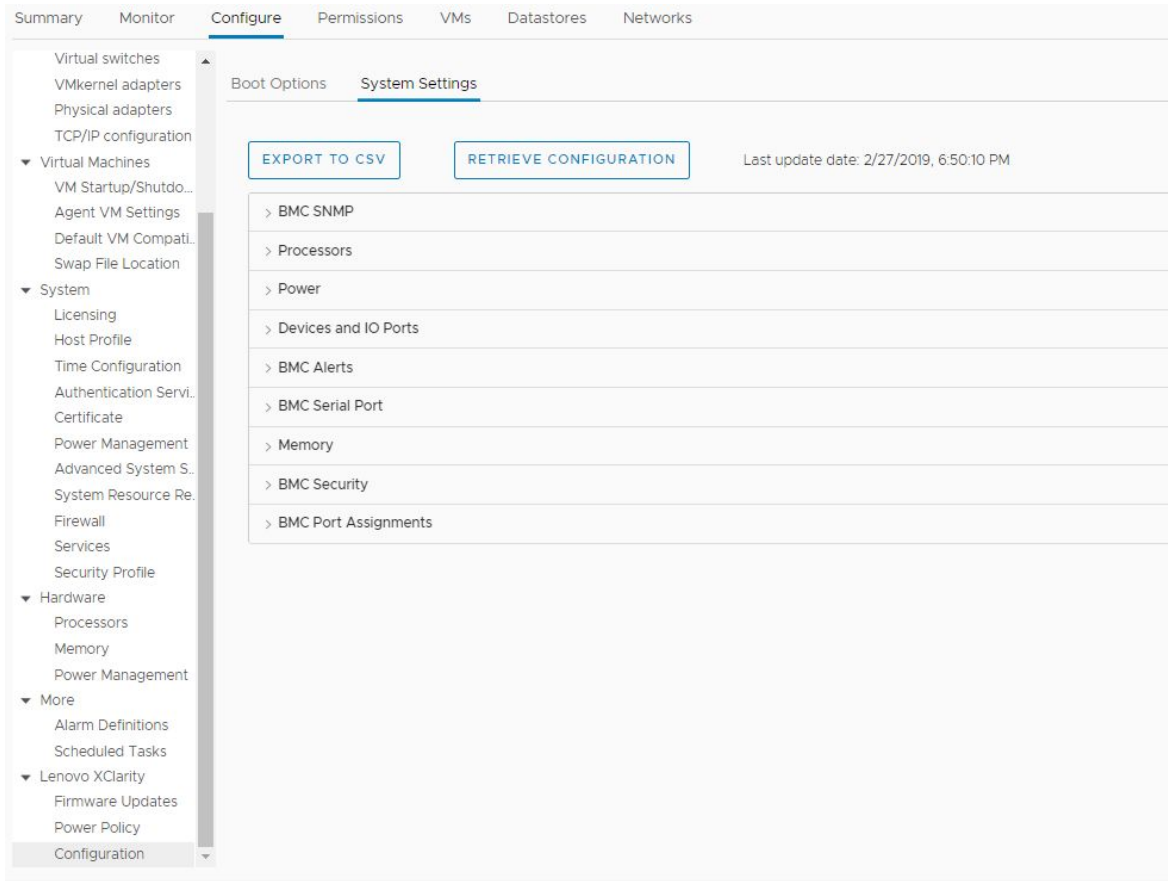 Summary Monitor Configure Permissions VMs Datastores Networks
Virtual switches
VMkernel adapters
Physical adapters
TCP/IP configuration
Virtual Machines
VM Startup/Shutdo...
Agent VM Settings
Default VM Compati..
Swap File Location
System
Licensing
Host Profile
Time Configuration
Authentication Servi..
Certificate
Power Management
Advanced System S..
System Resource Re.
Firewall
Services
Security Profile
Hardware
Processors
Memory
Power Management
More
Alarm Definitions
Scheduled Tasks
Lenovo XClarity
Firmware Updates
Power Policy
Configuration
Boot Options System Settings
EXPORT TO CSV RETRIEVE CONFIGURATION Last update date: 2/27/2019, 6:50:10 PM
BMC SNMP
Processors
Power
Devices and IO Ports
BMC Alerts
BMC Serial Port
Memory
BMC Security
BMC Port Assignments